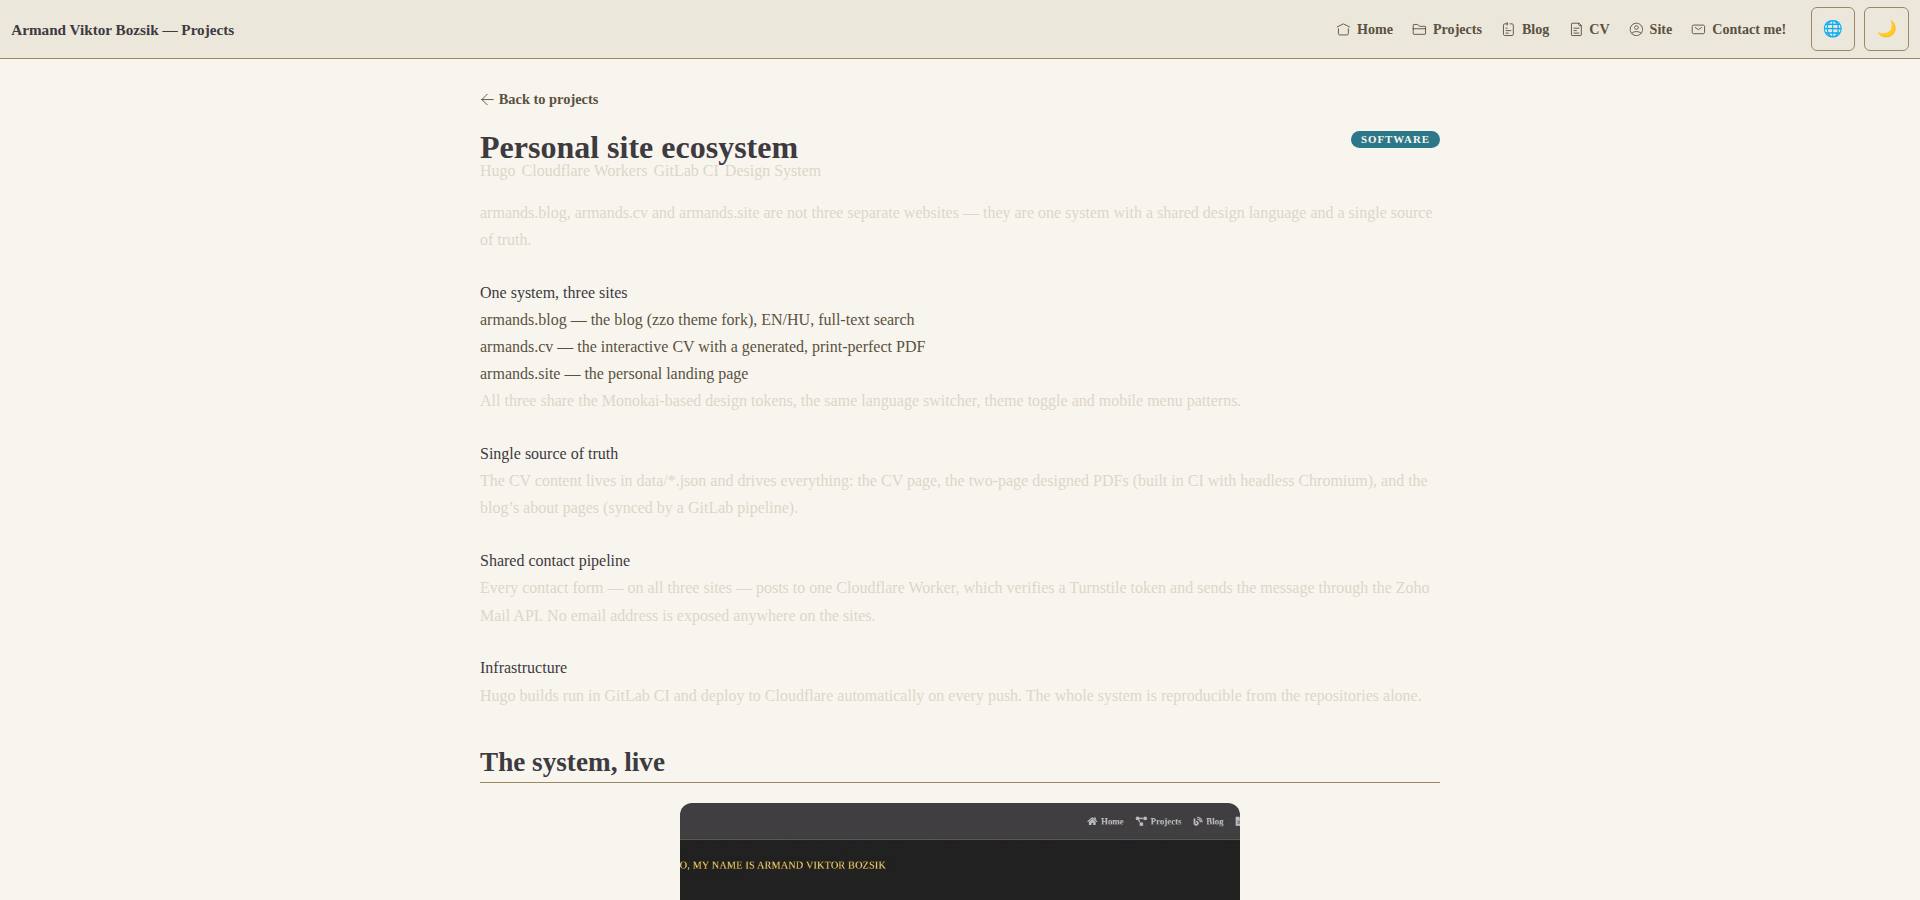 Armand Viktor Bozsik — Projects
Home Projects Blog CV Site Contact me!
Back to projects
Personal site ecosystem
SOFTWARE
Hugo Cloudflare Workers GitLab CI Design System
armands.blog, armands.cv and armands.site are not three separate websites — they are one system with a shared design language and a single source
of truth.
One system, three sites
armands.blog — the blog (zzo theme fork), EN/HU, full-text search
armands.cv — the interactive CV with a generated, print-perfect PDF
armands.site — the personal landing page
All three share the Monokai-based design tokens, the same language switcher, theme toggle and mobile menu patterns.
Single source of truth
The CV content lives in data/*.json and drives everything: the CV page, the two-page designed PDFs (built in CI with headless Chromium), and the
blog’s about pages (synced by a GitLab pipeline).
Shared contact pipeline
Every contact form — on all three sites — posts to one Cloudflare Worker, which verifies a Turnstile token and sends the message through the Zoho
Mail API. No email address is exposed anywhere on the sites.
Infrastructure
Hugo builds run in GitLab CI and deploy to Cloudflare automatically on every push. The whole system is reproducible from the repositories alone.
The system, live
Home Projects Blog
O, MY NAME IS ARMAND VIKTOR BOZSIK